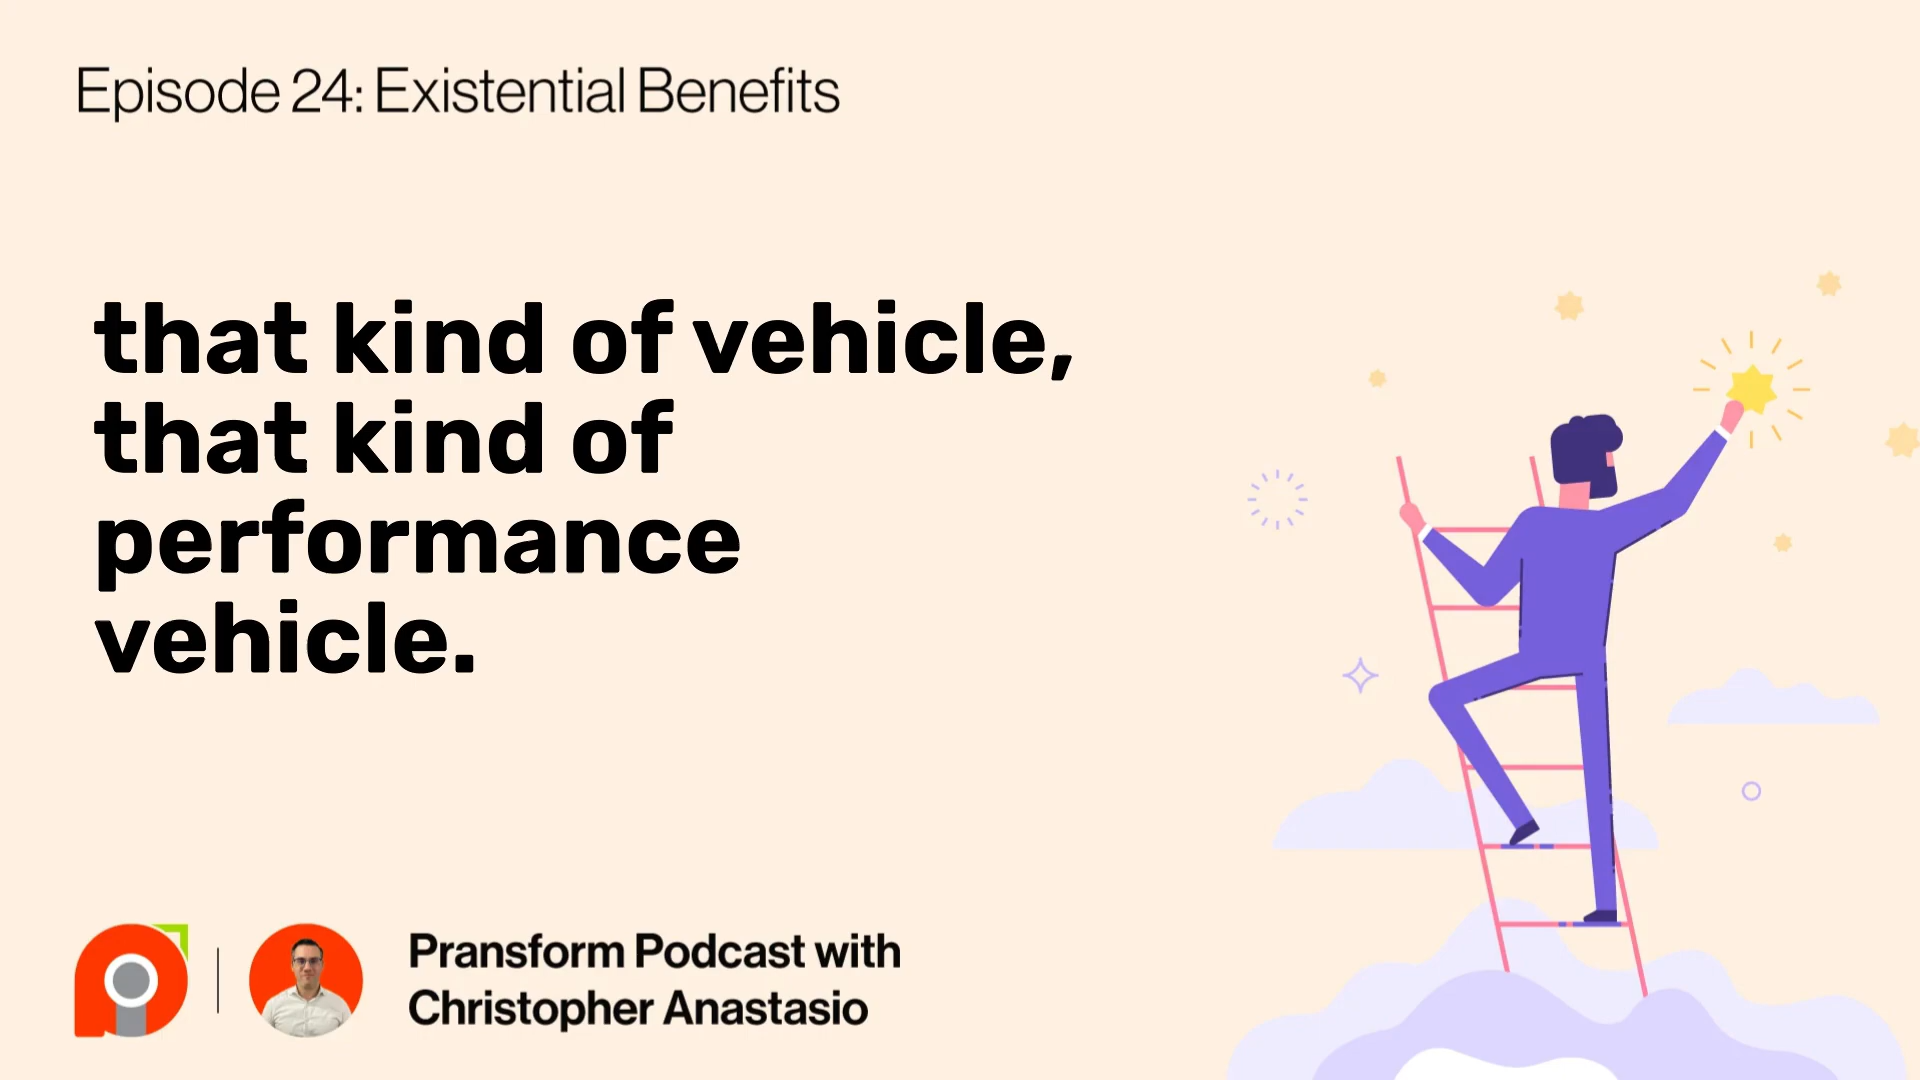 Episode 24: Existential Benefits
that kind of vehicle,
that kind of
performance
vehicle.
Pransform Podcast with
Christopher Anastasio